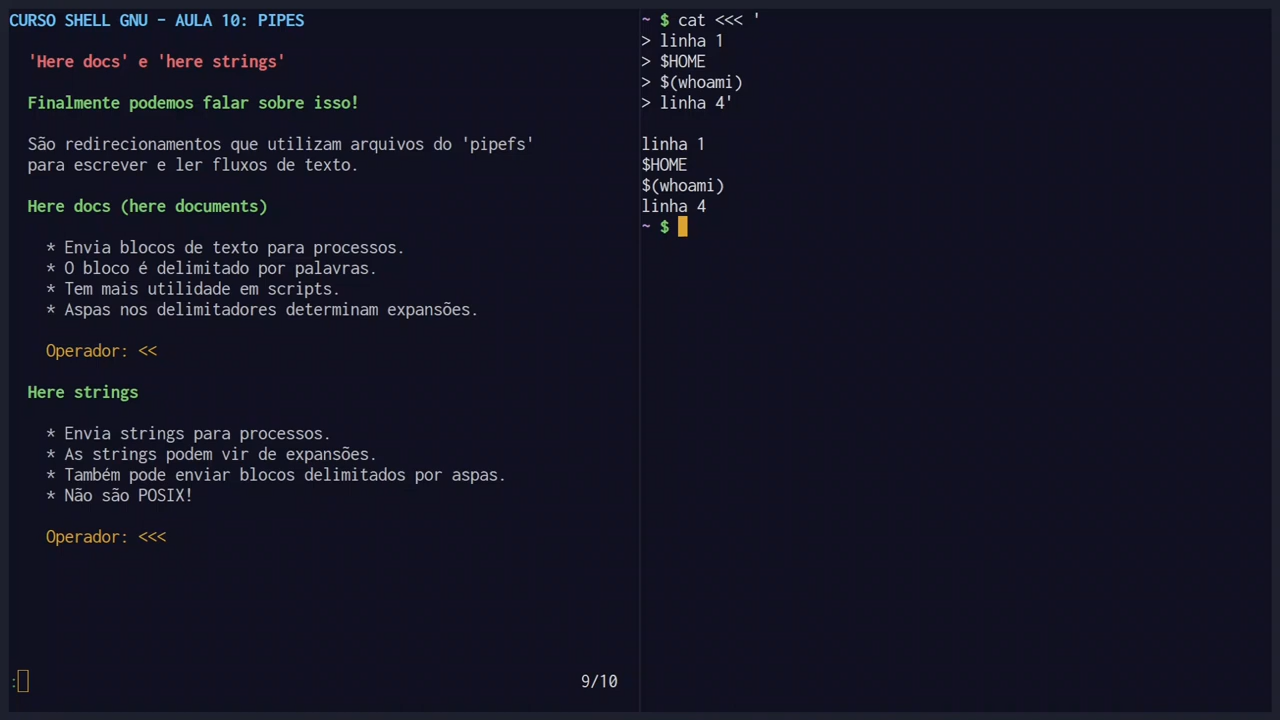 CURSO SHELL GNU - AULA 10: PIPES
'Here docs' e 'here strings'
Finalmente podemos falar sobre isso!
São redirecionamentos que utilizam arquivos do 'pipefs'
para escrever e ler fluxos de texto.
Here docs (here documents)
* Envia blocos de texto para processos.
* O bloco é delimitado por palavras.
* Tem mais utilidade em scripts.
* Aspas nos delimitadores determinam expansões.
Operador: <<
Here strings
* Envia strings para processos.
* As strings podem vir de expansões.
* Também pode enviar blocos delimitados por aspas.
* Não são POSIX!
Operador: <<<
:
9/10
~ $ cat <<< '
> linha 1
> $HOME
> $(whoami)
> linha 4'
linha 1
$HOME
$(whoami)
linha 4
~ $